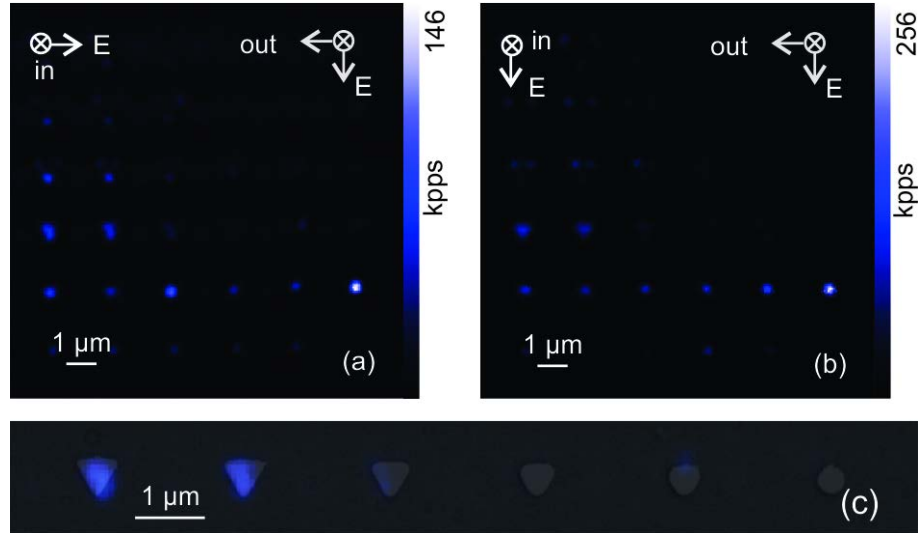 E
in
out
E
146
kpps
1 μm
(a)
in
E
out
E
256
kpps
1 μm
(b)
1 μm
(c)